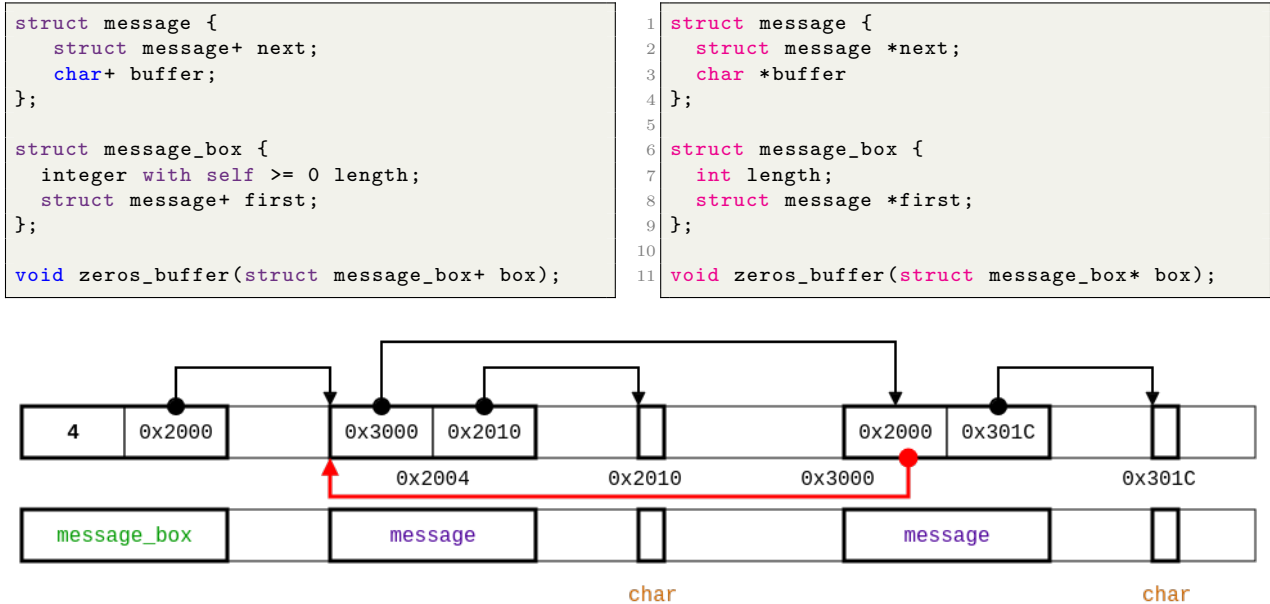 struct message {
struct message+ next;
char+ buffer;
};
struct message_box {
integer with self >= 0 length;
struct message+ first;
};
void zeros_buffer(struct message_box+ box);
1 struct message {
2 struct message *next;
3 char *buffer
4 };
5
6 struct message_box {
7 int length;
8 struct message *first;
9 };
10
11 void zeros_buffer(struct message_box* box);
4 0x2000 0x3000 0x2010 0x2000 0x301C
0x2004 0x2010 0x3000 0x301C
message_box message message
char char